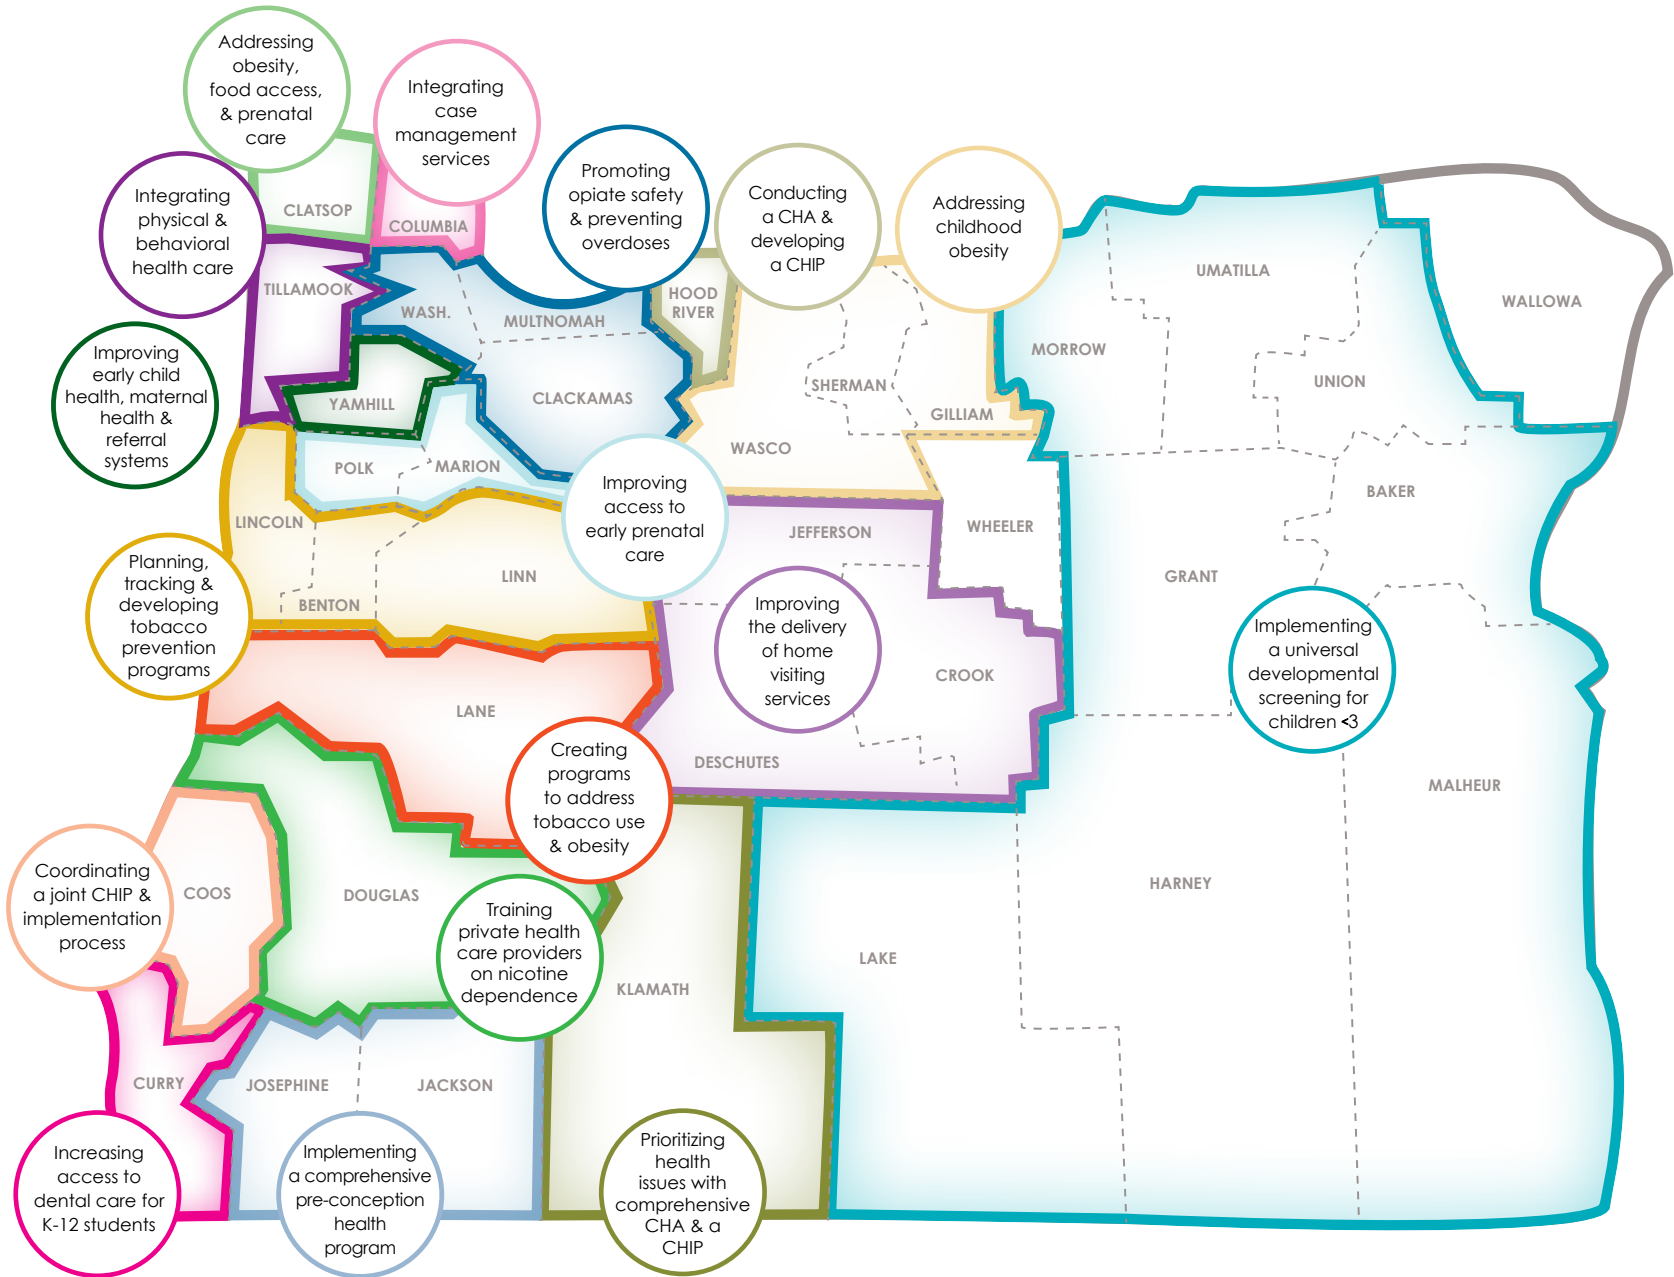 Addressing
obesity,
food access,
& prenatal
care
Integrating
case
management
services
Promoting
opiate safety
& preventing
overdoses
Conducting
a CHA &
developing
a CHIP
Addressing
childhood
obesity
Integrating
physical &
behavioral
health care
Improving
early child
health, maternal
health &
referral
systems
Planning,
tracking &
developing
tobacco
prevention
programs
Improving
access to
early prenatal
care
Improving
the delivery
of home
visiting
services
Implementing
a universal
developmental
screening for
children <3
Creating
programs
to address
tobacco use
& obesity
Coordinating
a joint CHIP &
implementation
process
Training
private health
care providers
on nicotine
dependence
Increasing
access to
dental care for
K-12 students
Implementing
a comprehensive
pre-conception
health
program
Prioritizing
health
issues with
comprehensive
CHA & a
CHIP
CLATSOP
COLUMBIA
TILLAMOOK
WASH.
MULTNOMAH
HOOD
RIVER
CLACKAMAS
YAMHILL
POLK
MARION
SHERMAN
GILLIAM
WASCO
MORROW
UMATILLA
UNION
WALLOWA
BAKER
LINCOLN
BENTON
LINN
JEFFERSON
WHEELER
GRANT
CROOK
DESCHUTES
LANE
MALHEUR
COOS
DOUGLAS
KLAMATH
LAKE
HARNEY
CURRY
JOSEPHINE
JACKSON